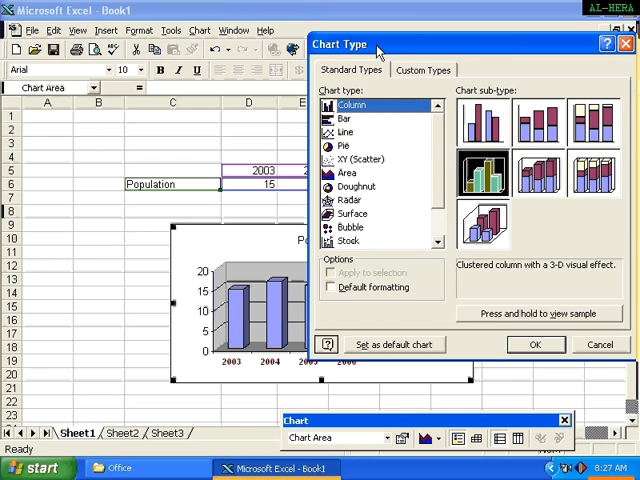 Microsoft Excel - Book1
AL-HERA
File Edit View Insert Format Tools Chart Window Help
Arial 10 B I U
Chart Area =
A B C D E
1
2
3
4
5 2003
6 Population 15
7
8
9
10
11
12
13
14
15
16
17
18
19
20
21
22
23
20
15
10
5
0
2003 2004
Chart Type
Standard Types Custom Types
Chart type: Chart sub-type:
Column
Bar
Line
Pie
XY (Scatter)
Area
Doughnut
Radar
Surface
Bubble
Stock
Options
Apply to selection
Default formatting
Clustered column with a 3-D visual effect.
Press and hold to view sample
Set as default chart OK Cancel
Chart
Chart Area
Sheet1 Sheet2 Sheet3
Ready
start Office Microsoft Excel - Book1 8:27 AM